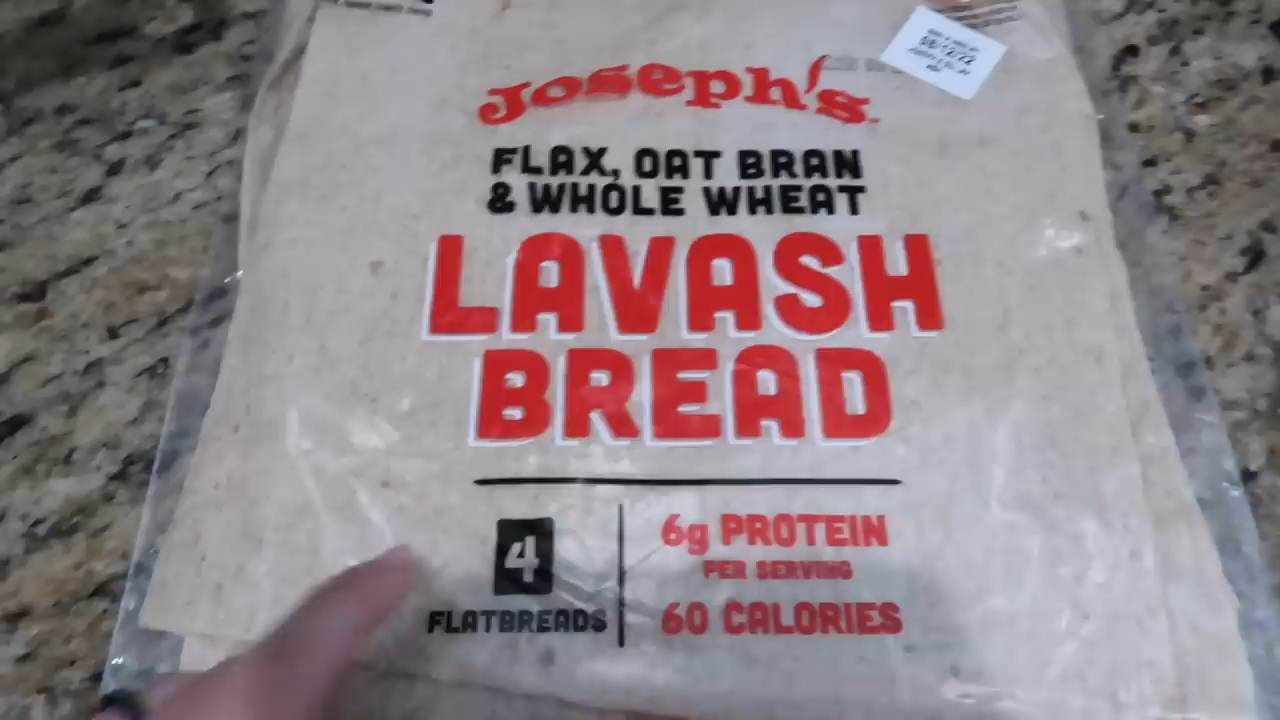 Joseph's
FLAX, OAT BRAN
& WHOLE WHEAT
LAVASH
BREAD
4
FLATBREADS
6g PROTEIN
PER SERVING
60 CALORIES